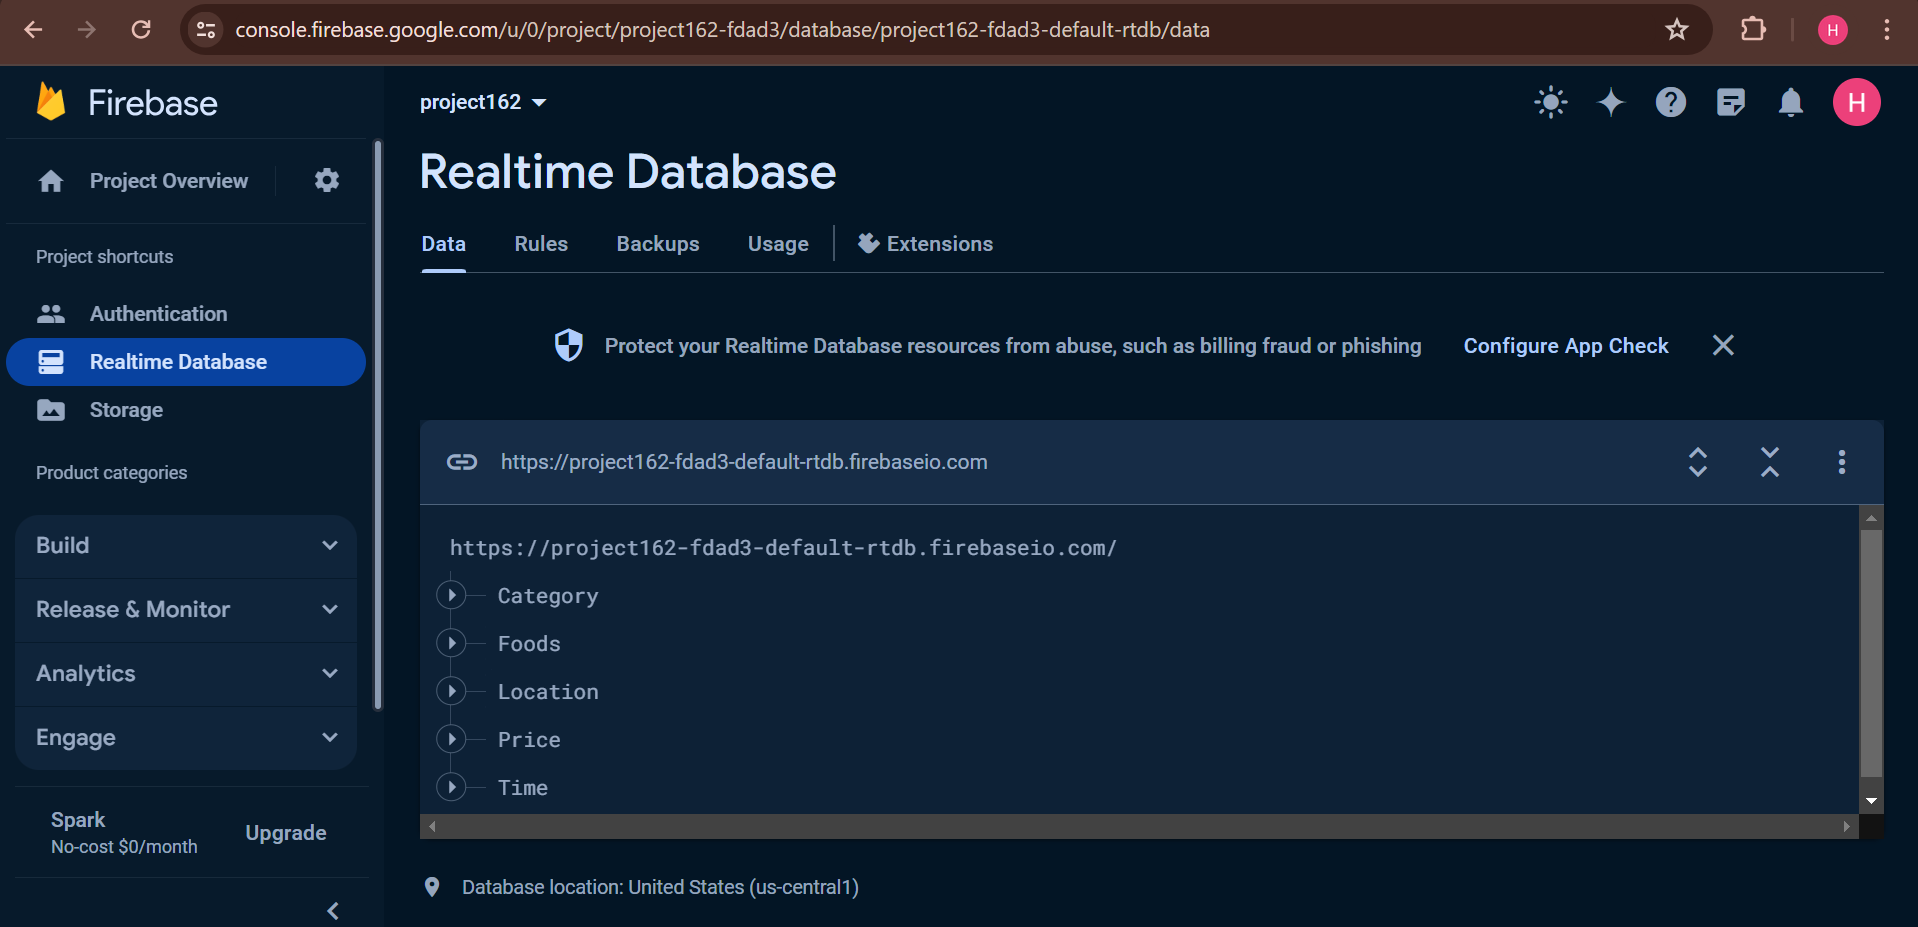 console.firebase.google.com/u/0/project/project162-fdad3/database/project162-fdad3-default-rtdb/data
H
Firebase
project162
H
Project Overview
Realtime Database
Data Rules Backups Usage Extensions
Project shortcuts
Authentication
Realtime Database
Storage
Protect your Realtime Database resources from abuse, such as billing fraud or phishing Configure App Check
Product categories
Build
Release & Monitor
Analytics
Engage
https://project162-fdad3-default-rtdb.firebaseio.com
https://project162-fdad3-default-rtdb.firebaseio.com/
Category
Foods
Location
Price
Time
Spark
No-cost $0/month
Upgrade
Database location: United States (us-central1)